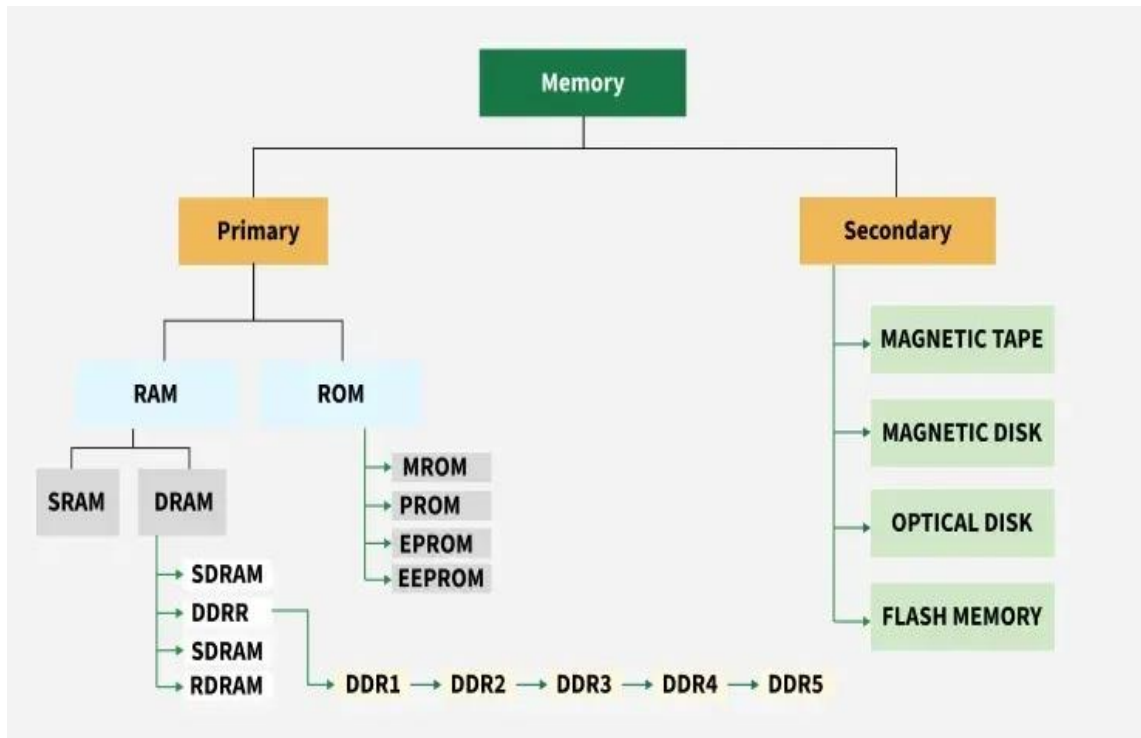 Memory
Primary
Secondary
RAM
ROM
SRAM
DRAM
SDRAM
DDRR
SDRAM
RDRAM
DDR1
DDR2
DDR3
DDR4
DDR5
MROM
PROM
EPROM
EEPROM
MAGNETIC TAPE
MAGNETIC DISK
OPTICAL DISK
FLASH MEMORY